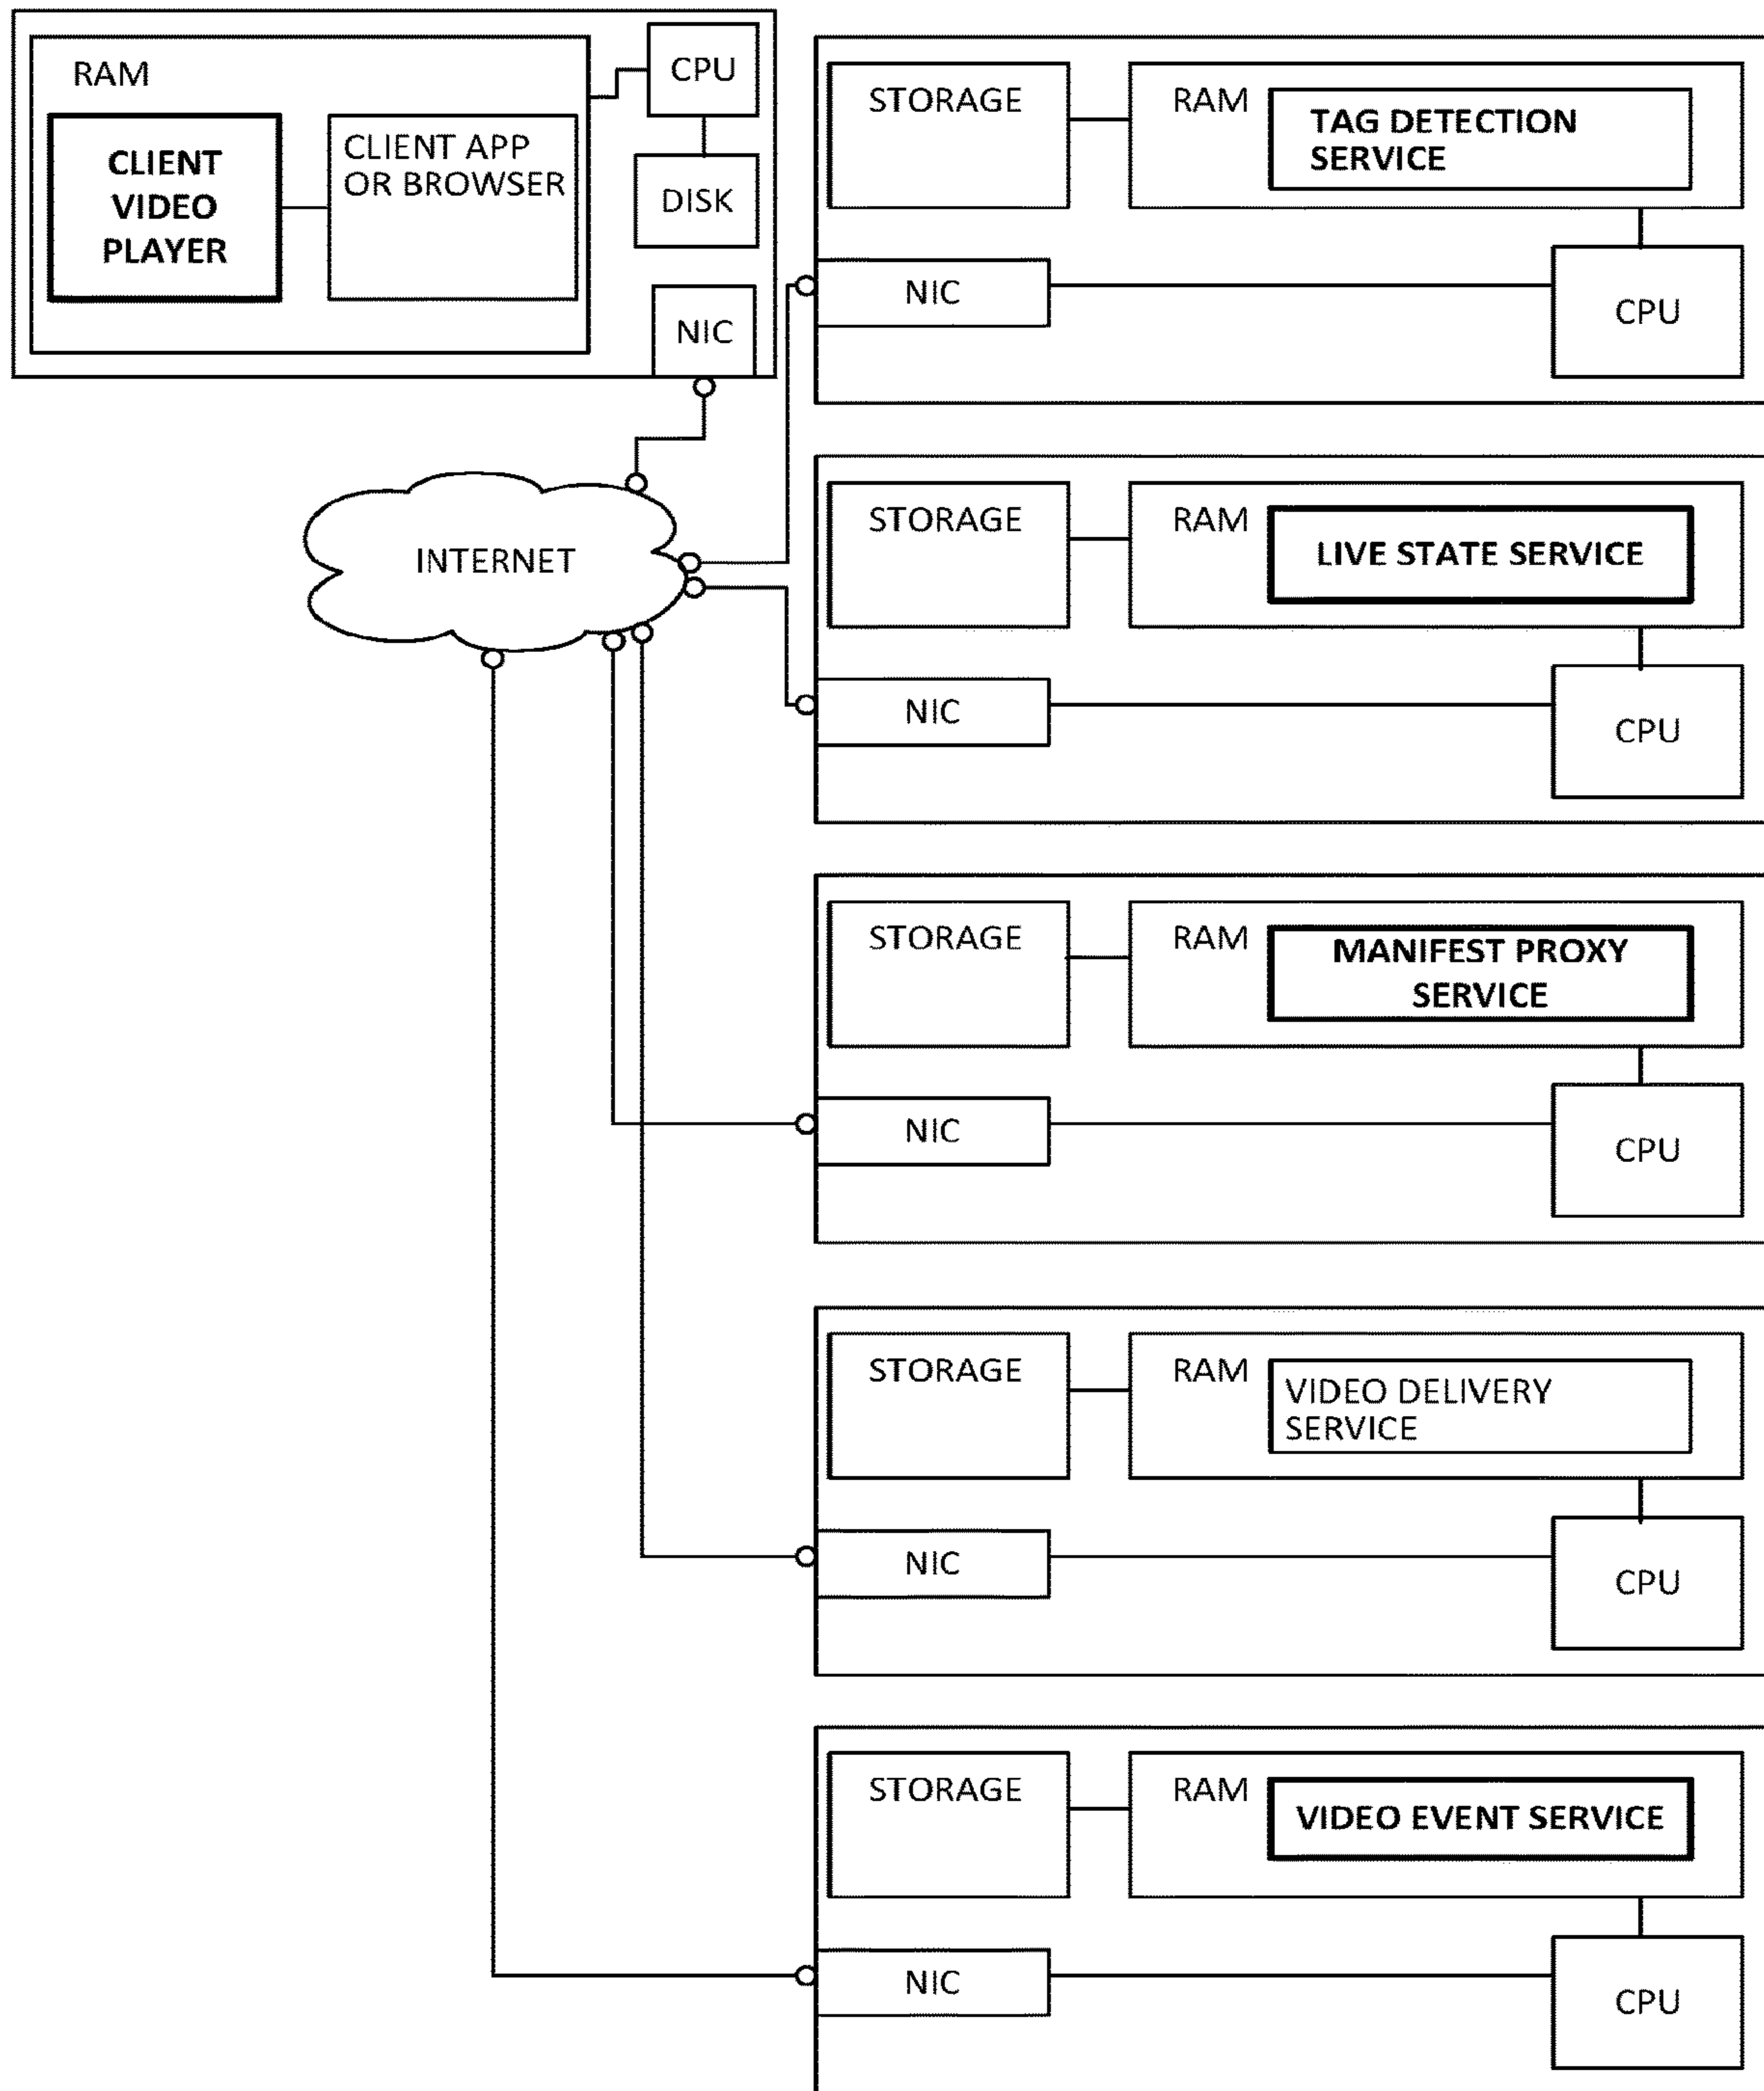 RAM
CPU
CLIENT
VIDEO
PLAYER
CLIENT APP
OR BROWSER
DISK
NIC
INTERNET
STORAGE
RAM
TAG DETECTION
SERVICE
NIC
CPU
STORAGE
RAM
LIVE STATE SERVICE
NIC
CPU
STORAGE
RAM
MANIFEST PROXY
SERVICE
NIC
CPU
STORAGE
RAM
VIDEO DELIVERY
SERVICE
NIC
CPU
STORAGE
RAM
VIDEO EVENT SERVICE
NIC
CPU